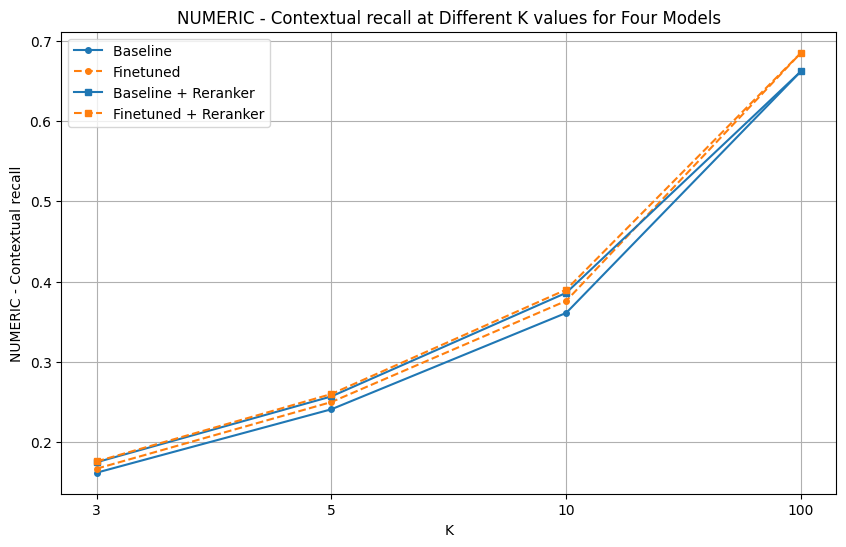 NUMERIC - Contextual recall at Different K values for Four Models
Baseline
Finetuned
Baseline + Reranker
Finetuned + Reranker
NUMERIC - Contextual recall
0.7
0.6
0.5
0.4
0.3
0.2
3
5
10
100
K